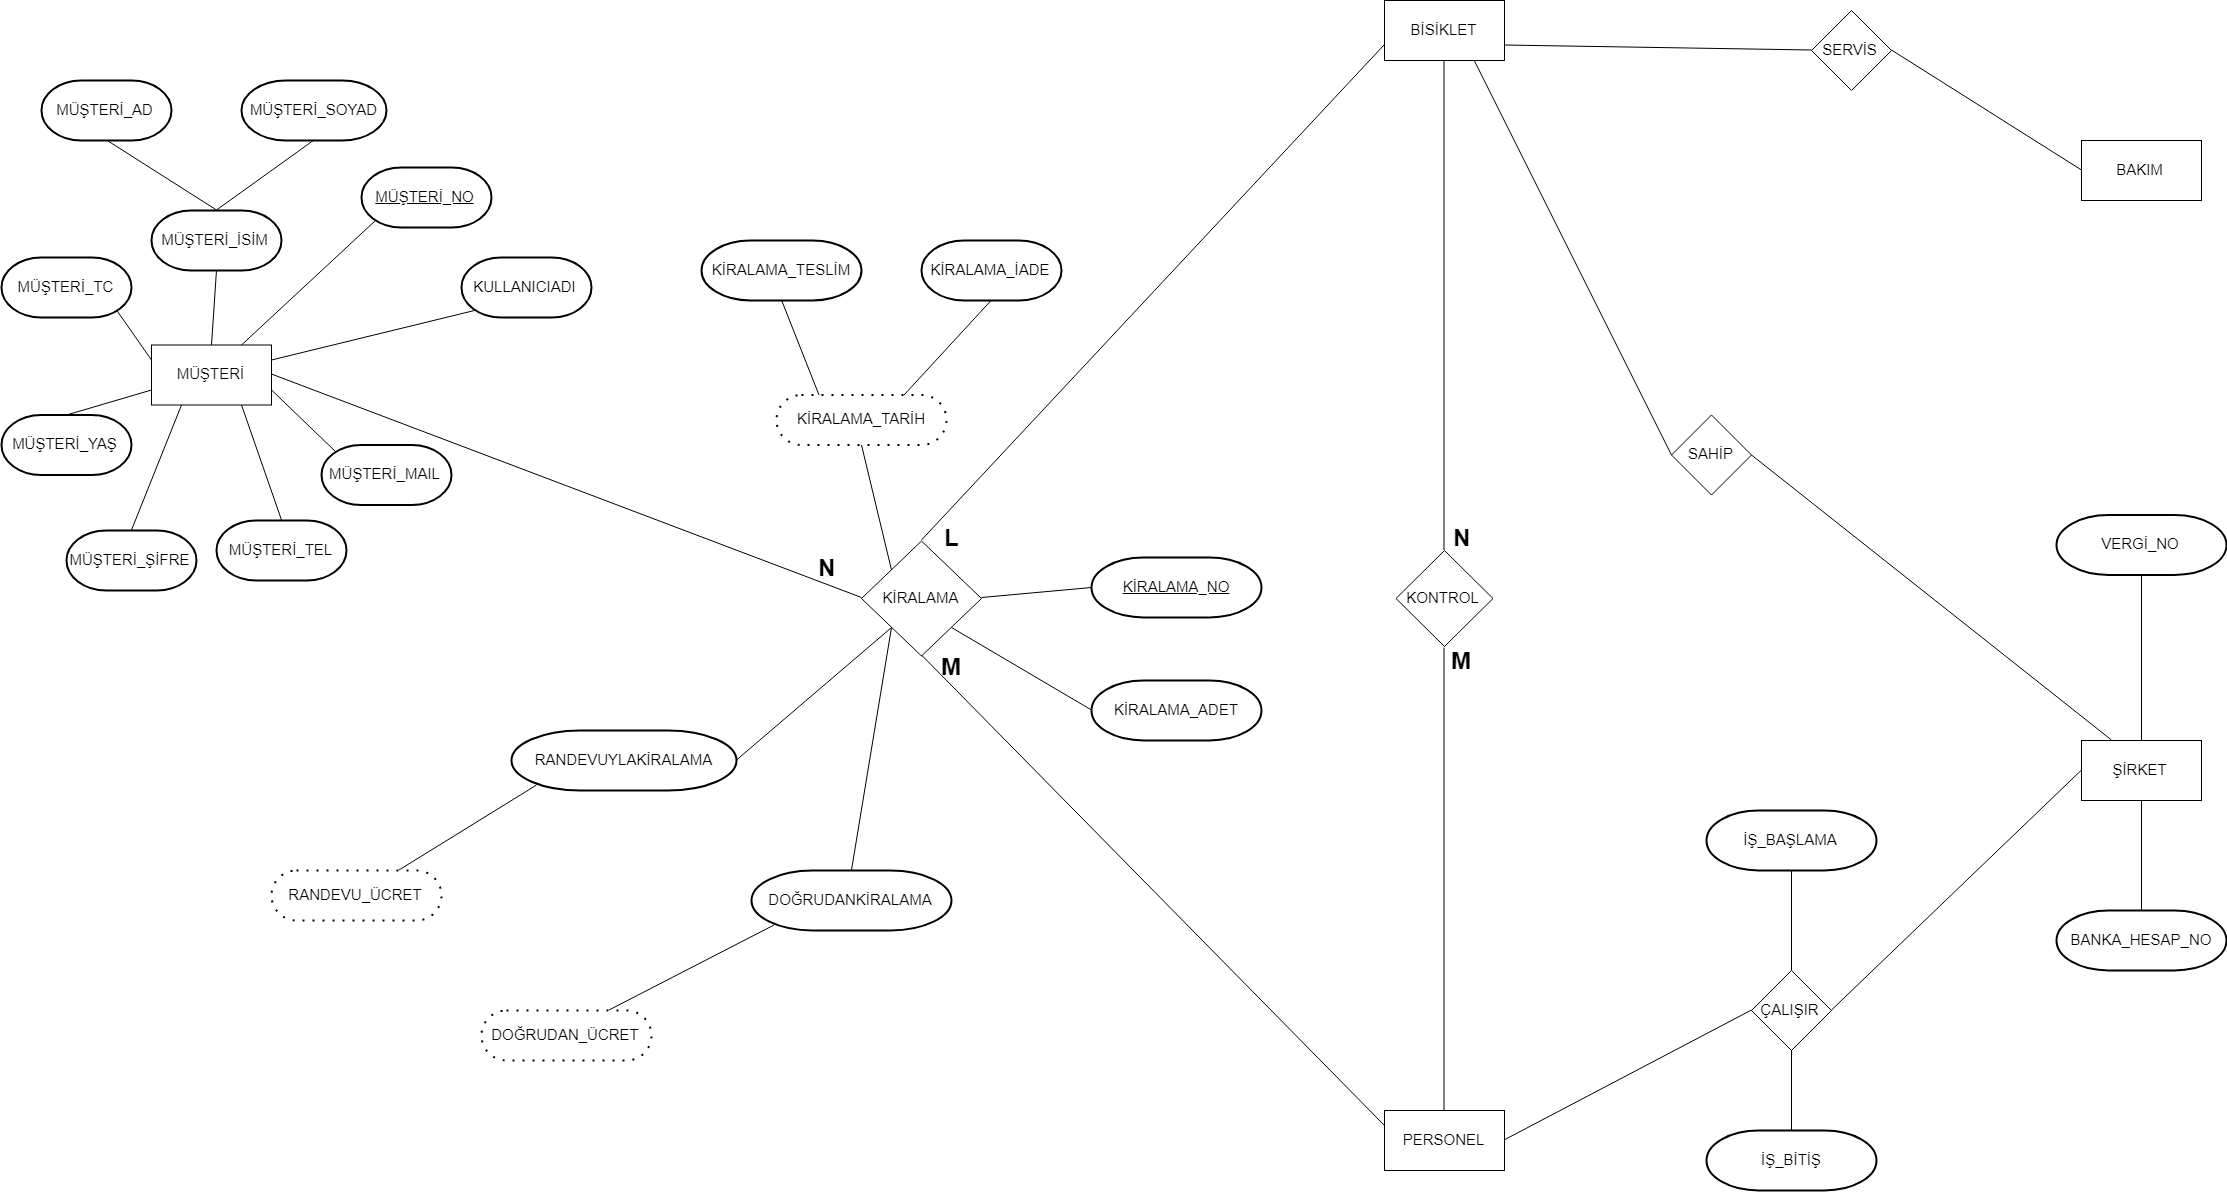 BİSİKLET
SERVİS
MÜŞTERİ_AD
MÜŞTERİ_SOYAD
BAKIM
MÜŞTERİ_NO
MÜŞTERİ_İSİM
KİRALAMA_TESLİM
KİRALAMA_İADE
MÜŞTERİ_TC
KULLANICIADI
MÜŞTERİ
KİRALAMA_TARİH
MÜŞTERİ_YAŞ
SAHİP
MÜŞTERİ_MAIL
L
N
VERGİ_NO
MÜŞTERİ_TEL
MÜŞTERİ_ŞİFRE
N
KİRALAMA_NO
KİRALAMA
KONTROL
M
M
KİRALAMA_ADET
RANDEVUYLAKİRALAMA
ŞİRKET
İŞ_BAŞLAMA
RANDEVU_ÜCRET
DOĞRUDANKİRALAMA
BANKA_HESAP_NO
ÇALIŞIR
DOĞRUDAN_ÜCRET
PERSONEL
İŞ_BİTİŞ